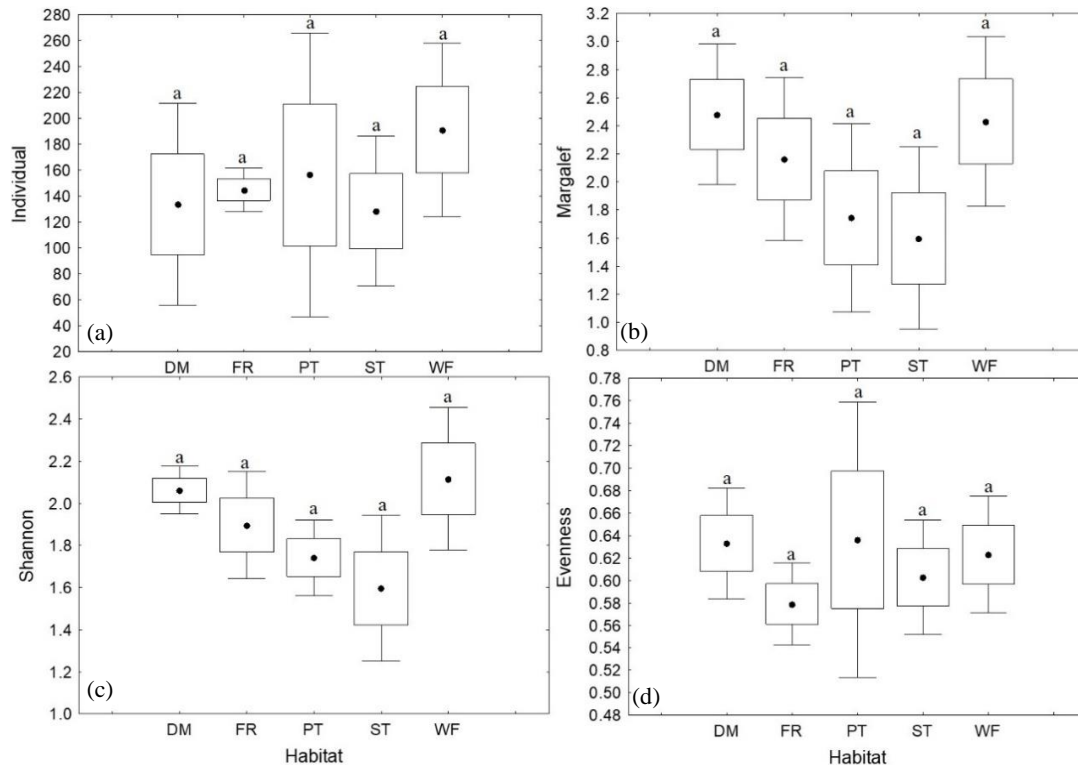 280
260
240
220
200
180
160
140
120
100
80
60
40
20
Individual
a a a a a
(a)
DM FR PT ST WF
3.2
3.0
2.8
2.6
2.4
2.2
2.0
1.8
1.6
1.4
1.2
1.0
0.8
Margalef
a a a a a
(b)
DM FR PT ST WF
2.6
2.4
2.2
2.0
1.8
1.6
1.4
1.2
1.0
Shannon
a a a a a
(c)
DM FR PT ST WF
Habitat
0.78
0.76
0.74
0.72
0.70
0.68
0.66
0.64
0.62
0.60
0.58
0.56
0.54
0.52
0.50
0.48
Evenness
a a a a a
(d)
DM FR PT ST WF
Habitat